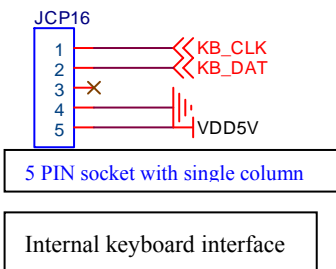 JCP16
1 KB_CLK
2 KB_DAT
3
4
5 VDD5V
5 PIN socket with single column
Internal keyboard interface